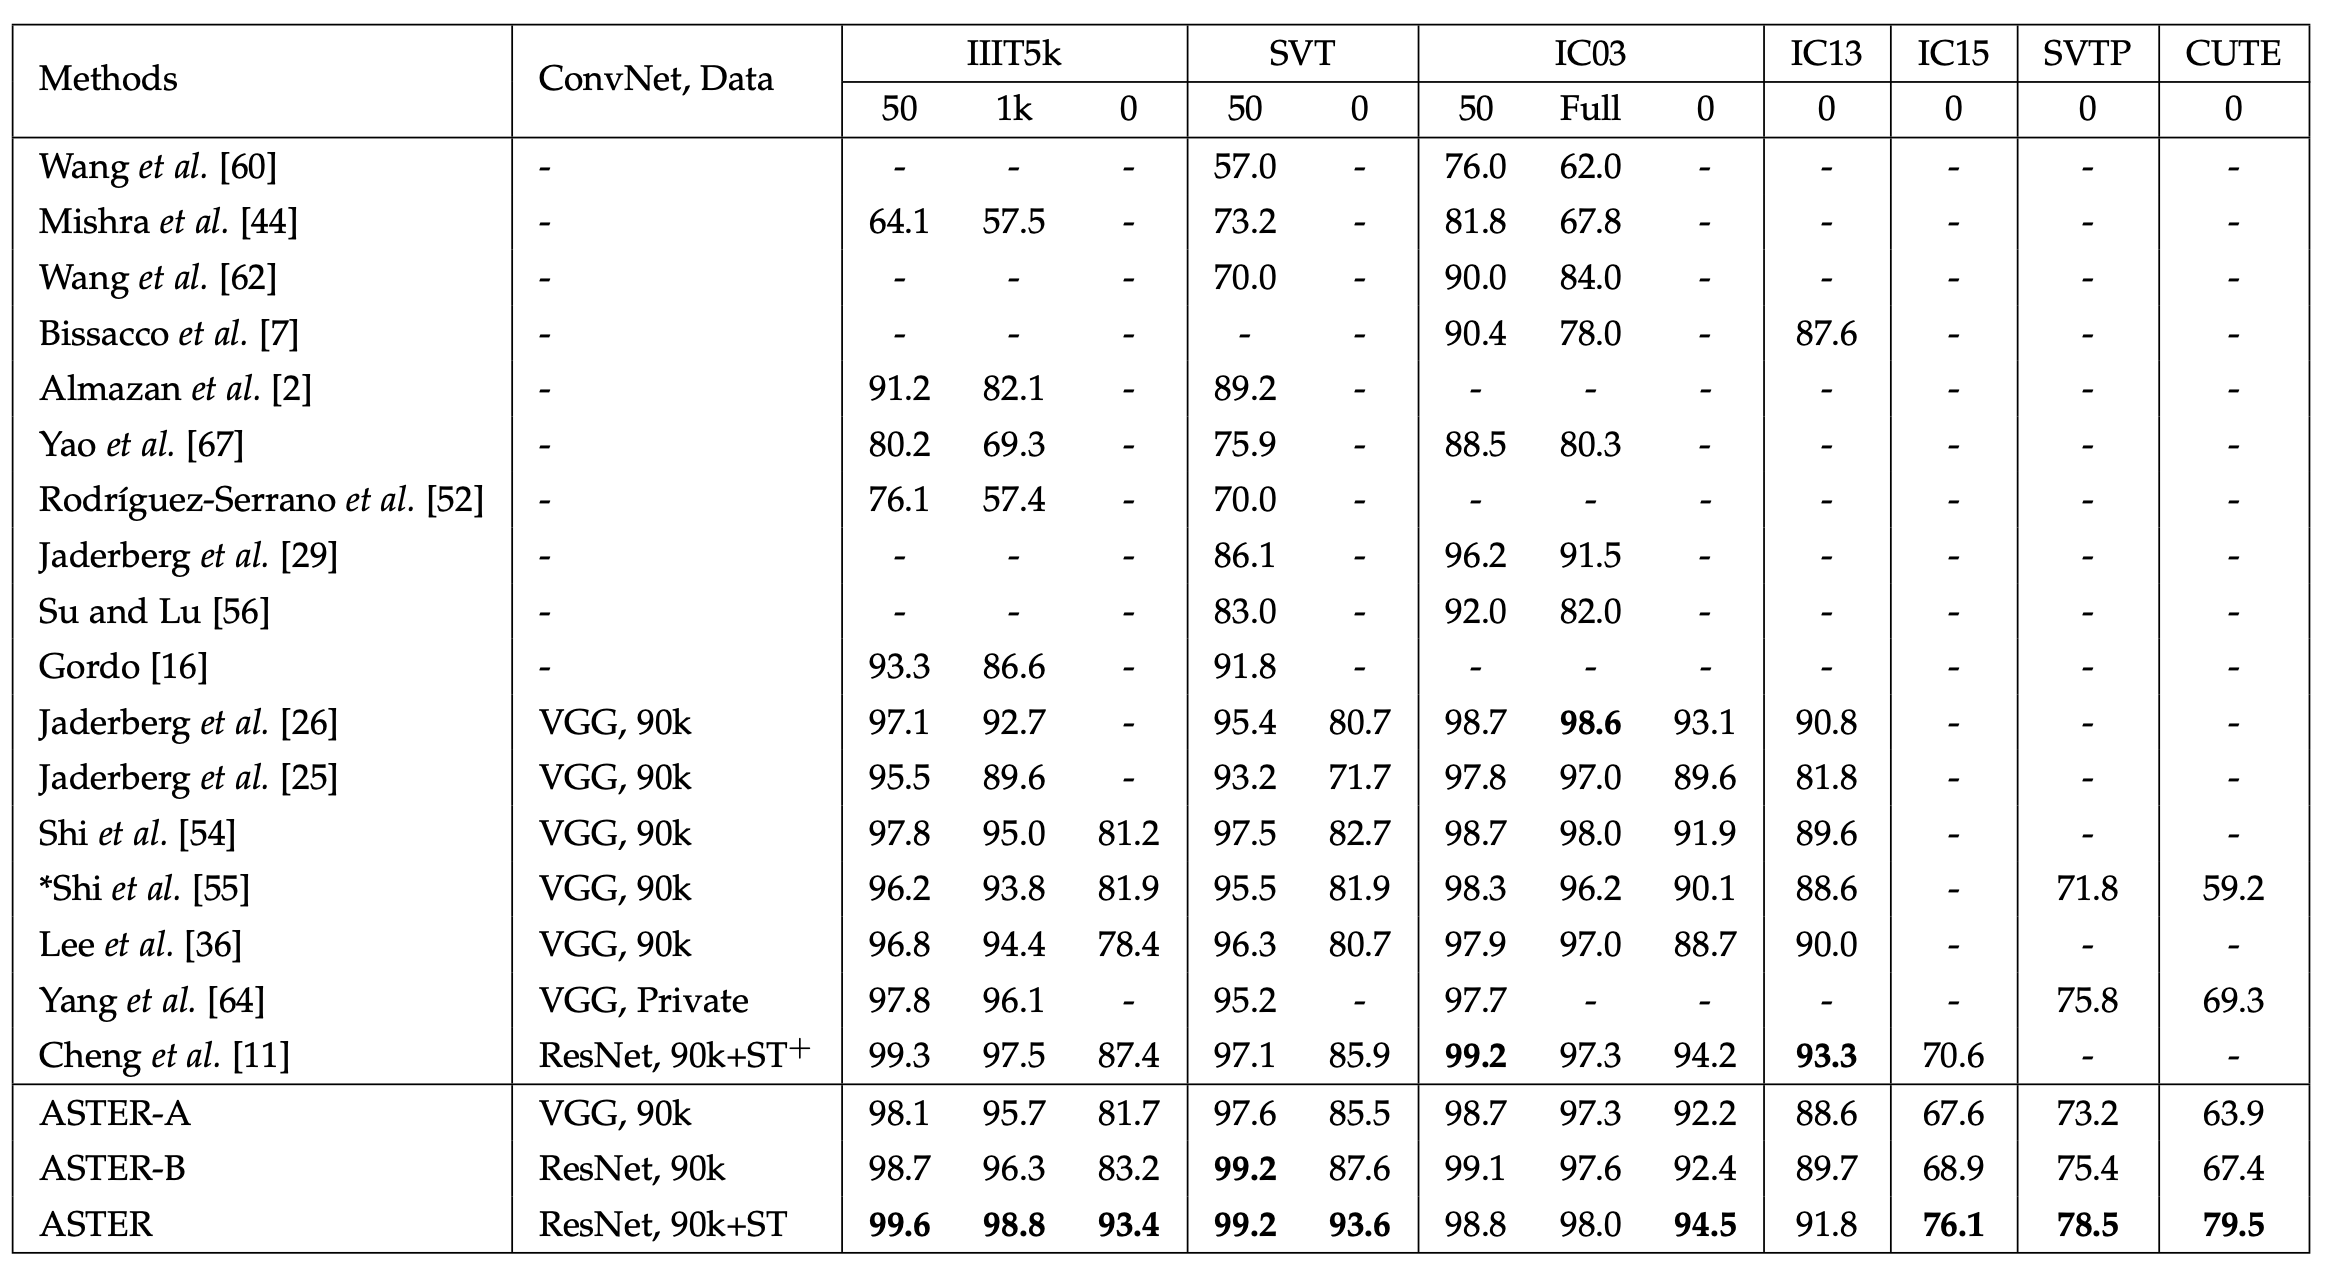 Methods ConvNet, Data IIIT5k SVT IC03 IC13 IC15 SVTP CUTE
50 1k 0 50 0 50 Full 0 0 0 0 0
Wang et al. [60] - - - - 57.0 - 76.0 62.0 - - - - -
Mishra et al. [44] - 64.1 57.5 - 73.2 - 81.8 67.8 - - - - -
Wang et al. [62] - - - - 70.0 - 90.0 84.0 - - - - -
Bissacco et al. [7] - - - - - - 90.4 78.0 - 87.6 - - -
Almazan et al. [2] - 91.2 82.1 - 89.2 - - - - - - - -
Yao et al. [67] - 80.2 69.3 - 75.9 - 88.5 80.3 - - - - -
Rodríguez-Serrano et al. [52] - 76.1 57.4 - 70.0 - - - - - - - -
Jaderberg et al. [29] - - - - 86.1 - 96.2 91.5 - - - - -
Su and Lu [56] - - - - 83.0 - 92.0 82.0 - - - - -
Gordo [16] - 93.3 86.6 - 91.8 - - - - - - - -
Jaderberg et al. [26] VGG, 90k 97.1 92.7 - 95.4 80.7 98.7 98.6 93.1 90.8 - - -
Jaderberg et al. [25] VGG, 90k 95.5 89.6 - 93.2 71.7 97.8 97.0 89.6 81.8 - - -
Shi et al. [54] VGG, 90k 97.8 95.0 81.2 97.5 82.7 98.7 98.0 91.9 89.6 - - -
*Shi et al. [55] VGG, 90k 96.2 93.8 81.9 95.5 81.9 98.3 96.2 90.1 88.6 - 71.8 59.2
Lee et al. [36] VGG, 90k 96.8 94.4 78.4 96.3 80.7 97.9 97.0 88.7 90.0 - - -
Yang et al. [64] VGG, Private 97.8 96.1 - 95.2 - 97.7 - - - - 75.8 69.3
Cheng et al. [11] ResNet, 90k+ST+ 99.3 97.5 87.4 97.1 85.9 99.2 97.3 94.2 93.3 70.6 - -
ASTER-A VGG, 90k 98.1 95.7 81.7 97.6 85.5 98.7 97.3 92.2 88.6 67.6 73.2 63.9
ASTER-B ResNet, 90k 98.7 96.3 83.2 99.2 87.6 99.1 97.6 92.4 89.7 68.9 75.4 67.4
ASTER ResNet, 90k+ST 99.6 98.8 93.4 99.2 93.6 98.8 98.0 94.5 91.8 76.1 78.5 79.5